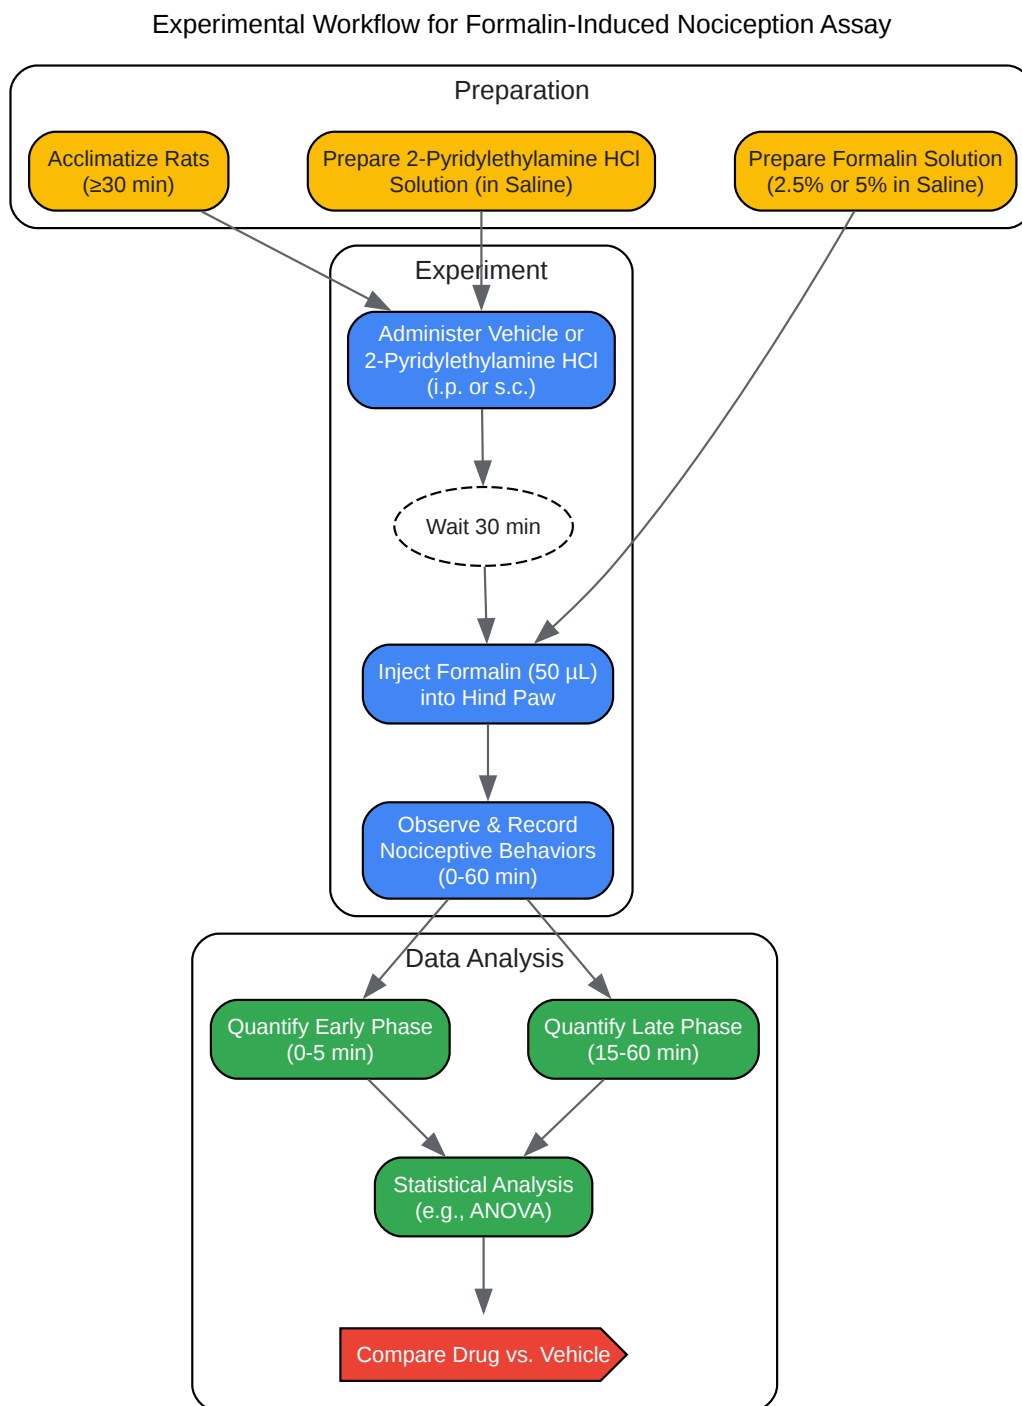 Experimental Workflow for Formalin-Induced Nociception Assay
Preparation
Acclimatize Rats
(≥30 min)
Prepare 2-Pyridylethylamine HCl
Solution (in Saline)
Prepare Formalin Solution
(2.5% or 5% in Saline)
Experiment
Administer Vehicle or
2-Pyridylethylamine HCl
(i.p. or s.c.)
Wait 30 min
Inject Formalin (50 µL)
into Hind Paw
Observe & Record
Nociceptive Behaviors
(0-60 min)
Data Analysis
Quantify Early Phase
(0-5 min)
Quantify Late Phase
(15-60 min)
Statistical Analysis
(e.g., ANOVA)
Compare Drug vs. Vehicle